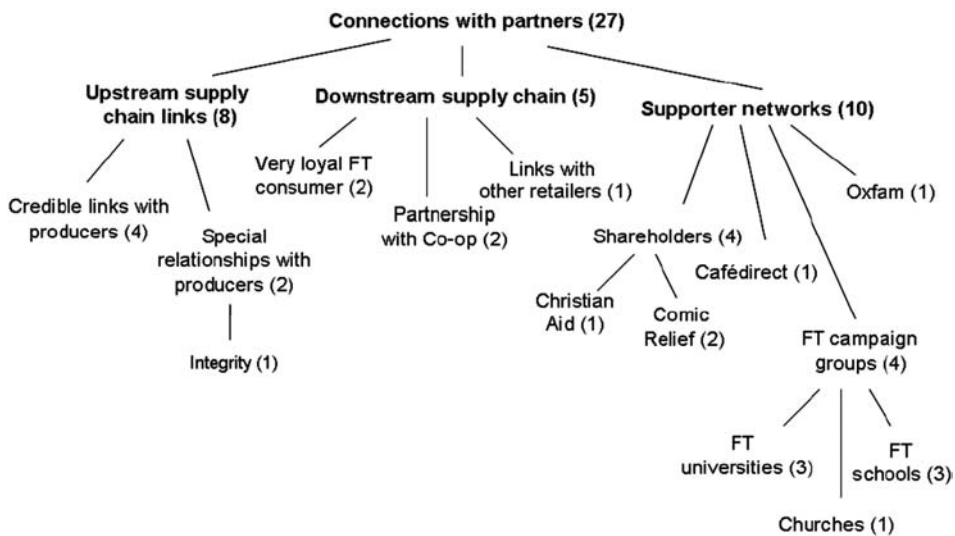 Connections with partners (27)
Upstream supply
chain links (8)
Downstream supply chain (5)
Supporter networks (10)
Very loyal FT
consumer (2)
Links with
other retailers (1)
Oxfam (1)
Credible links with
producers (4)
Partnership
with Co-op (2)
Special
relationships with
producers (2)
Shareholders (4)
Cafédirect (1)
Christian
Aid (1)
Comic
Relief (2)
Integrity (1)
FT campaign
groups (4)
FT
universities (3)
FT
schools (3)
Churches (1)